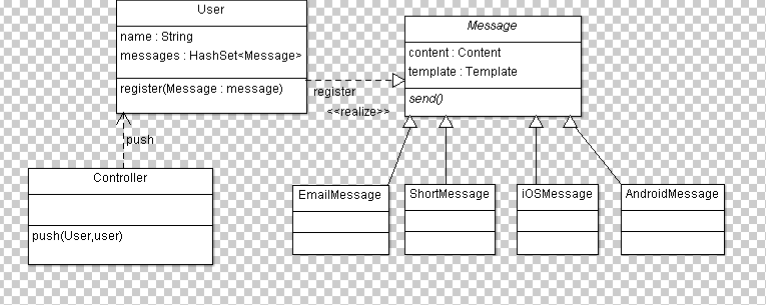 User
name : String
messages : HashSet<Message>
register(Message : message)
Message
content : Content
template : Template
send()
register
<<realize>>
push
Controller
push(User,user)
EmailMessage
ShortMessage
iOSMessage
AndroidMessage